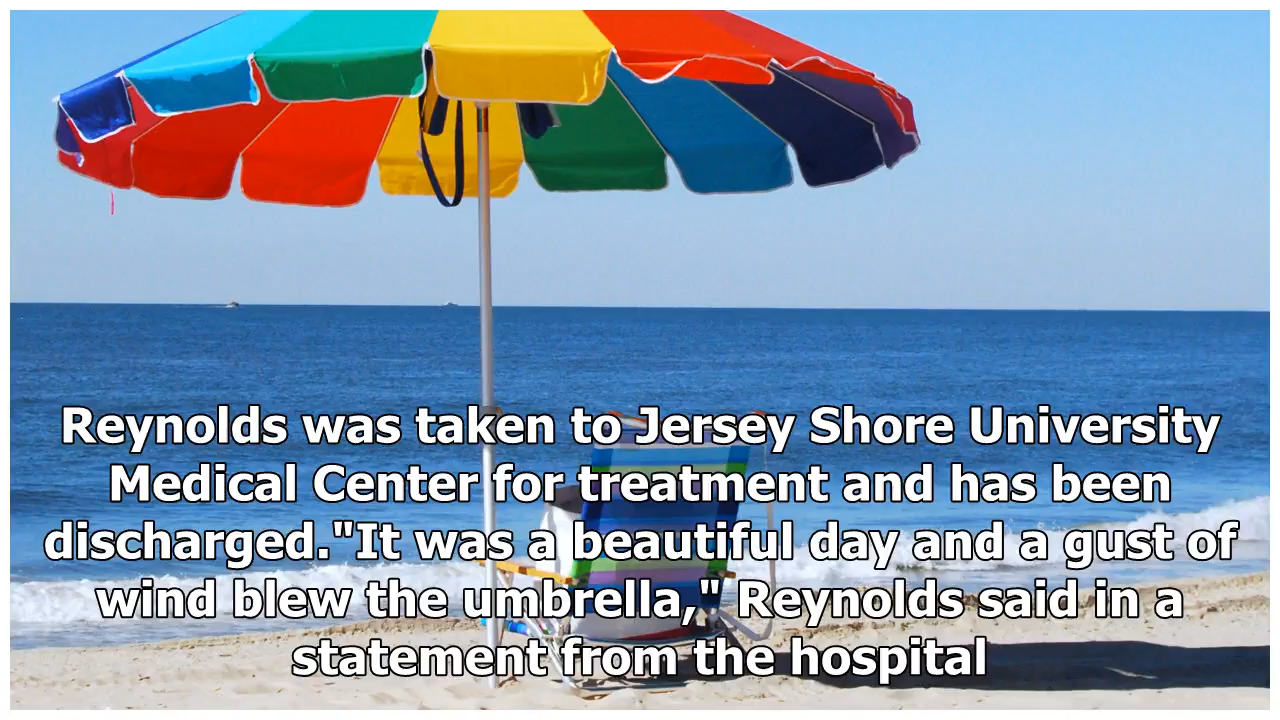 Reynolds was taken to Jersey Shore University
Medical Center for treatment and has been
discharged."It was a beautiful day and a gust of
wind blew the umbrella," Reynolds said in a
statement from the hospital